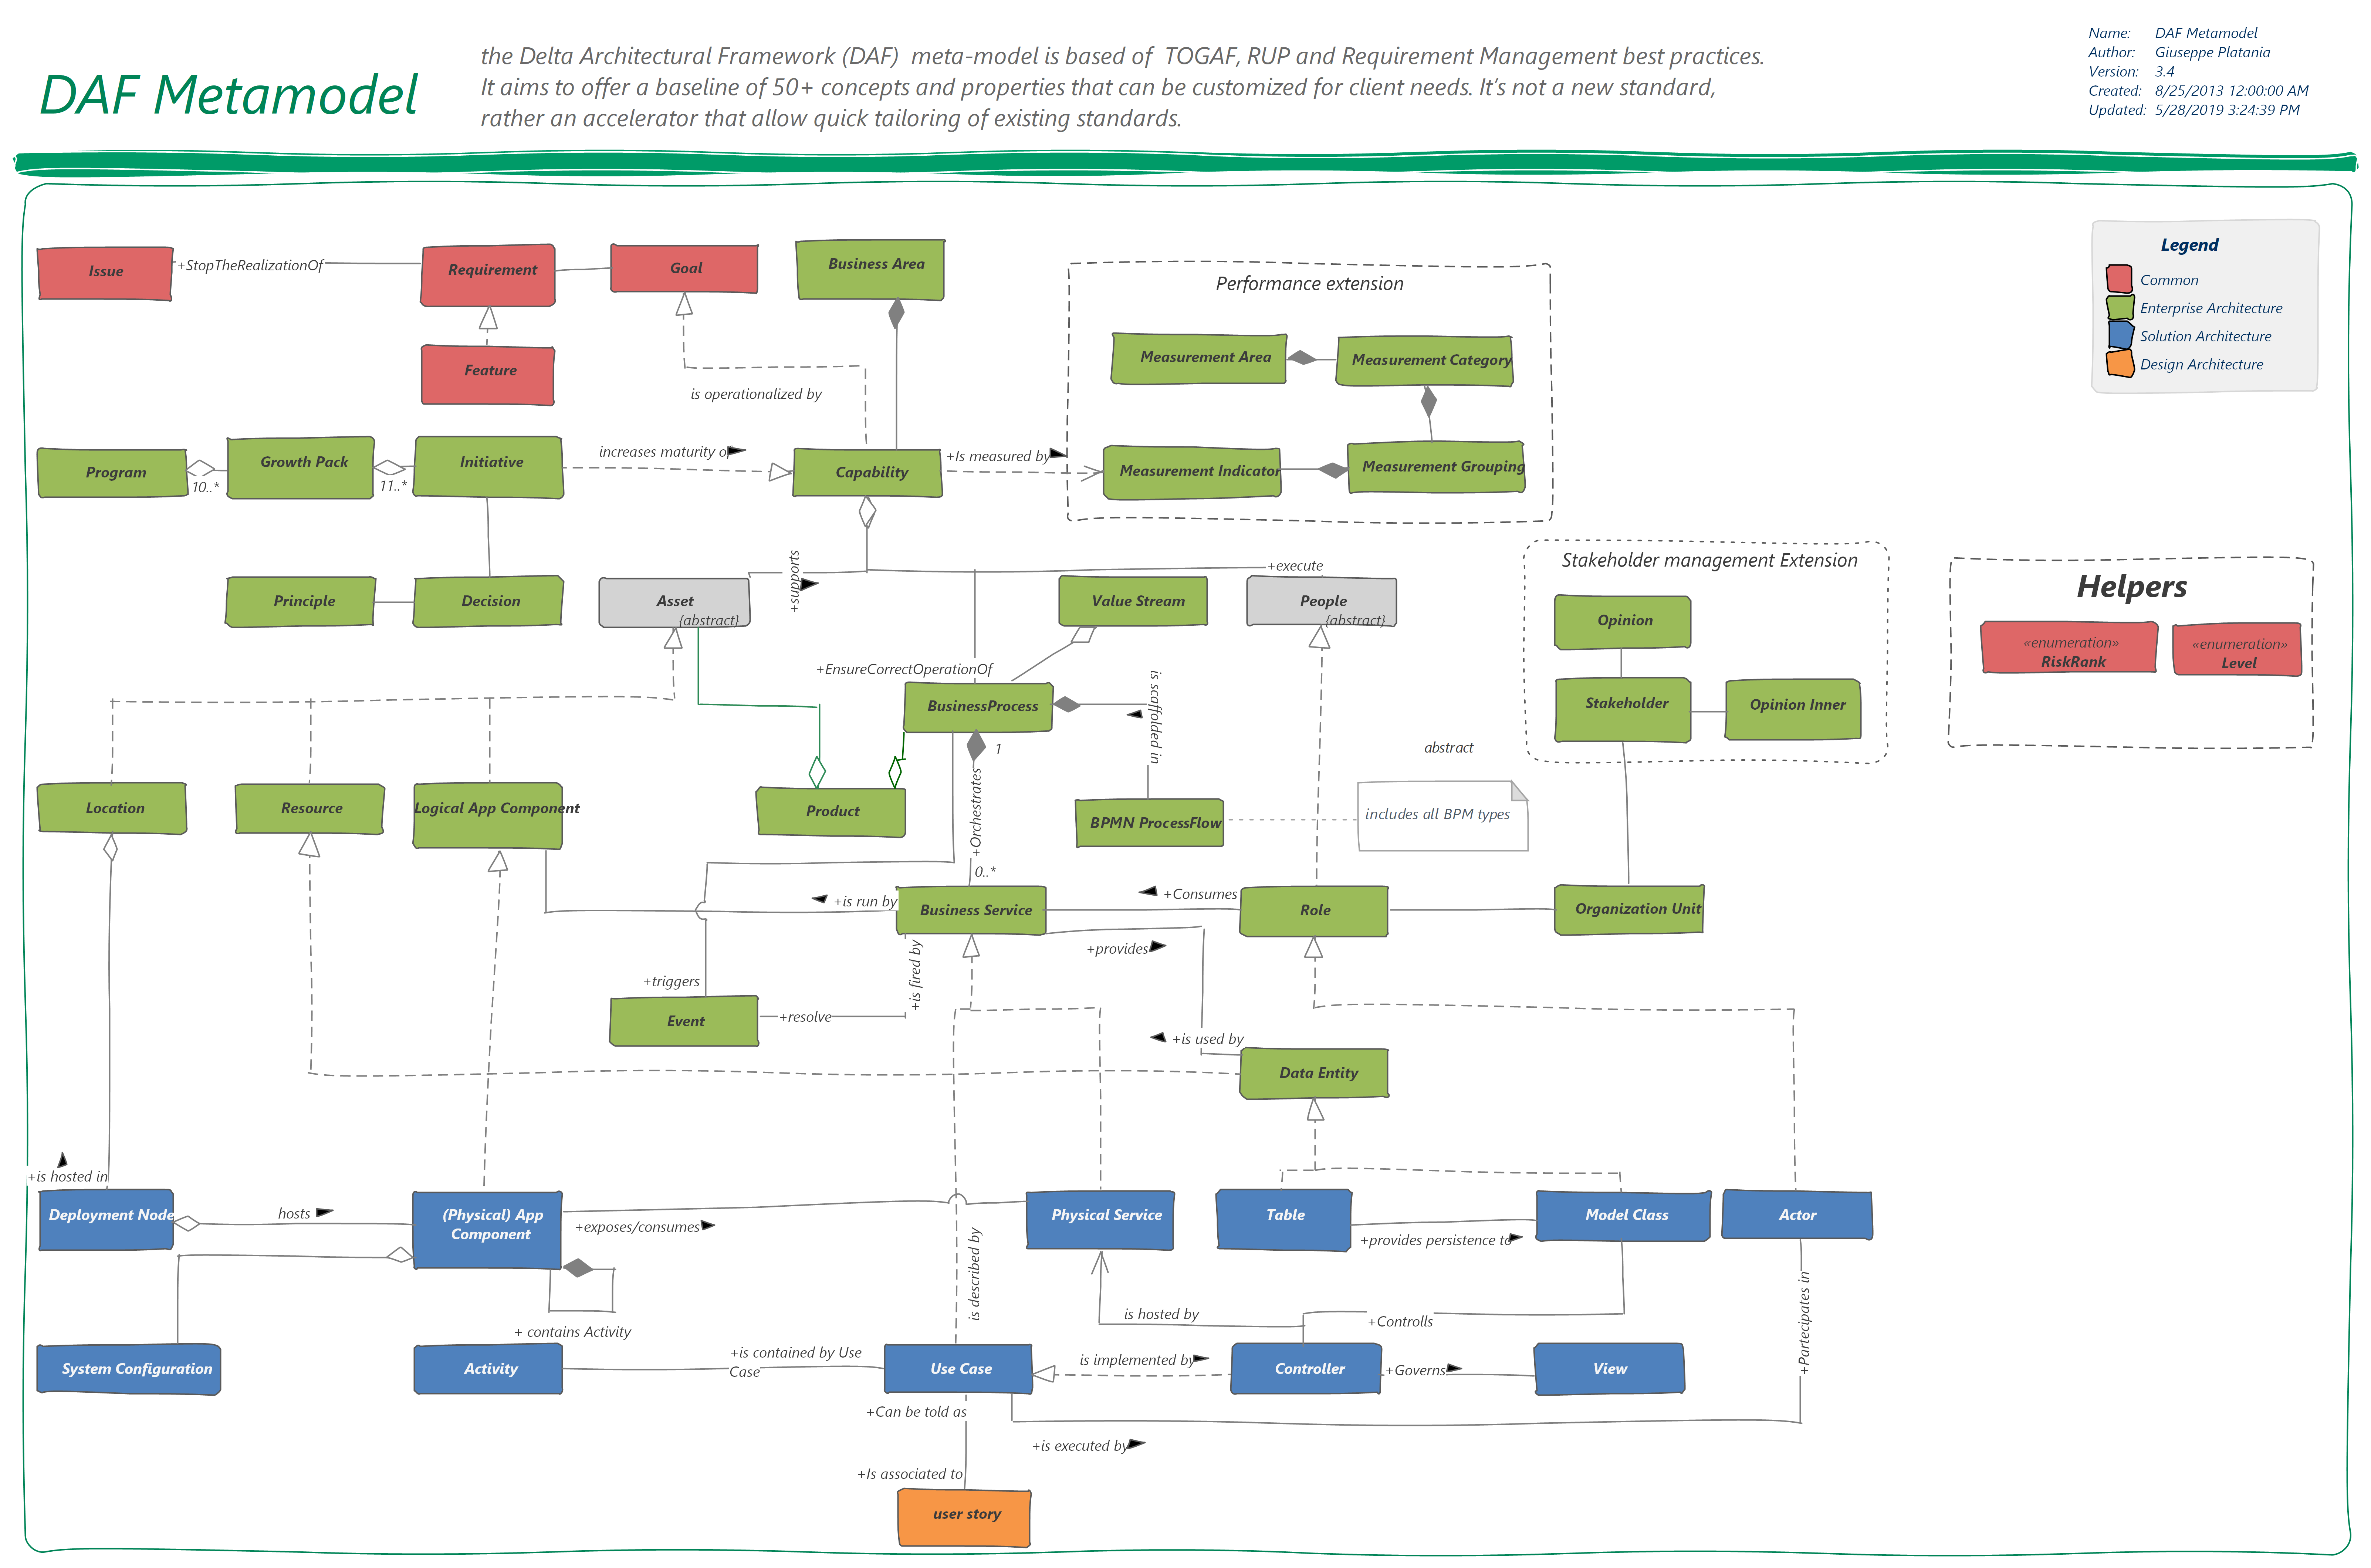 DAF Metamodel
the Delta Architectural Framework (DAF)  meta-model is based of  TOGAF, RUP and Requirement Management best practices.
It aims to offer a baseline of 50+ concepts and properties that can be customized for client needs. It's not a new standard,
rather an accelerator that allow quick tailoring of existing standards.
Name: DAF Metamodel
Author: Giuseppe Platania
Version: 3.4
Created: 8/25/2013 12:00:00 AM
Updated: 5/28/2019 3:24:39 PM
Legend
Common
Enterprise Architecture
Solution Architecture
Design Architecture
Issue
+StopTheRealizationOf
Requirement
Goal
Business Area
Feature
is operationalized by
Performance extension
Measurement Area
Measurement Category
Measurement Indicator
Measurement Grouping
Program
10..*
Growth Pack
11..*
Initiative
increases maturity of
Capability
+Is measured by
Principle
Decision
Asset
{abstract}
+supports
+execute
Value Stream
People
{abstract}
Stakeholder management Extension
Opinion
Stakeholder
Opinion Inner
Helpers
«enumeration»
RiskRank
«enumeration»
Level
+EnsureCorrectOperationOf
BusinessProcess
1
is scaffolded in
abstract
Location
Resource
Logical App Component
Product
+Orchestrates
0..*
BPMN ProcessFlow
includes all BPM types
+is run by
Business Service
+Consumes
Role
Organization Unit
+provides
+is fired by
+triggers
Event
+resolve
+is used by
Data Entity
+is hosted in
Deployment Node
hosts
(Physical) App
Component
+exposes/consumes
Physical Service
Table
+provides persistence to
Model Class
Actor
is described by
+ contains Activity
is hosted by
+Controlls
+Partecipates in
System Configuration
Activity
+is contained by Use
Case
Use Case
is implemented by
Controller
+Governs
View
+Can be told as
+is executed by
+Is associated to
user story